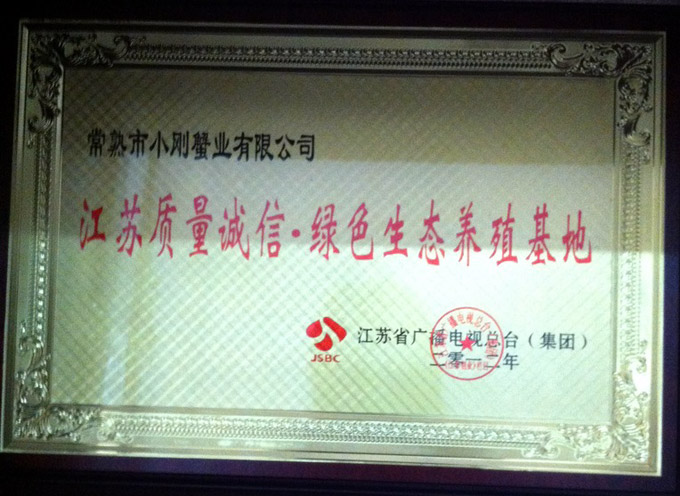 常熟市小刚蟹业有限公司
江苏质量诚信·绿色生态养殖基地
JSBC
江苏省广播电视总台（集团）
二零一二年